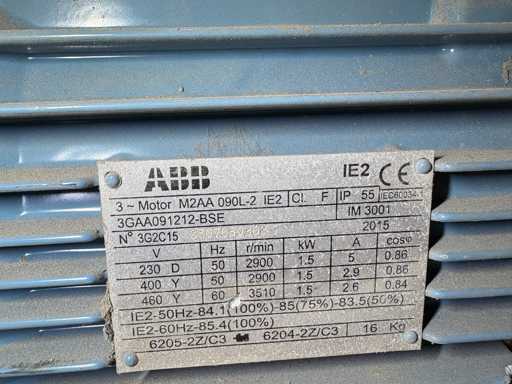 ABB IE2 CE
3~Motor M2AA 090L-2 IE2 Cl. F IP 55 IEC60034-1
3GAA091212-BSE IM 3001
N° 3G2C15 2015
V Hz r/min kW A cosφ
230 D 50 2900 1.5 5 0.86
400 Y 50 2900 1.5 2.9 0.86
460 Y 60 3510 1.5 2.6 0.84
IE2-50Hz-84.1(100%)-85(75%)-83.5(50%)
IE2-60Hz-85.4(100%)
6205-2Z/C3 6204-2Z/C3 16 Kg